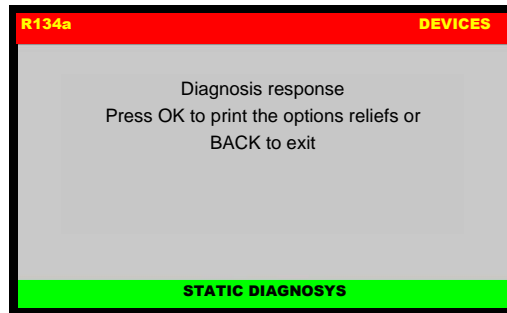 R134a DEVICES
Diagnosis response
Press OK to print the options reliefs or
BACK to exit
STATIC DIAGNOSYS